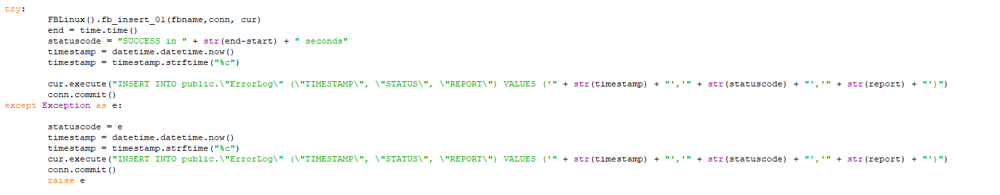 try:
        FBLinux().fb_insert_01(fbname,conn, cur)
        end = time.time()
        statuscode = "SUCCESS in " + str(end-start) + " seconds"
        timestamp = datetime.datetime.now()
        timestamp = timestamp.strftime("%c")
        cur.execute("INSERT INTO public.\"ErrorLog\" (\"TIMESTAMP\", \"STATUS\", \"REPORT\") VALUES ('" + str(timestamp) + "','" + str(statuscode) + "','" + str(report) + "')")
        conn.commit()
except Exception as e:
        statuscode = e
        timestamp = datetime.datetime.now()
        timestamp = timestamp.strftime("%c")
        cur.execute("INSERT INTO public.\"ErrorLog\" (\"TIMESTAMP\", \"STATUS\", \"REPORT\") VALUES ('" + str(timestamp) + "','" + str(statuscode) + "','" + str(report) + "')")
        conn.commit()
        raise e